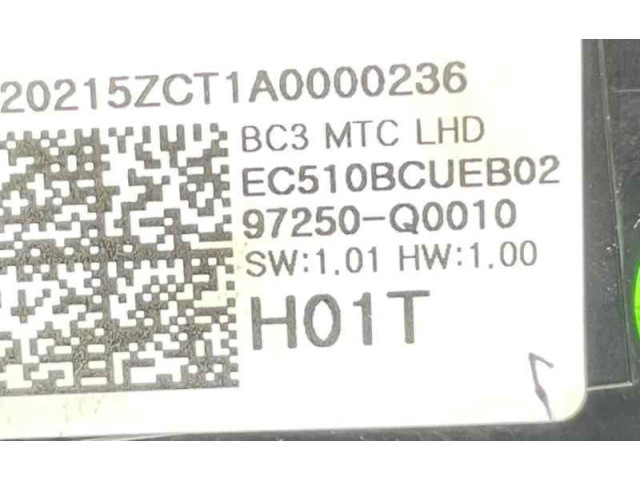 20215ZCT1A0000236
BC3 MTC LHD
EC510BCUEB02
97250-Q0010
SW:1.01 HW:1.00
H01T